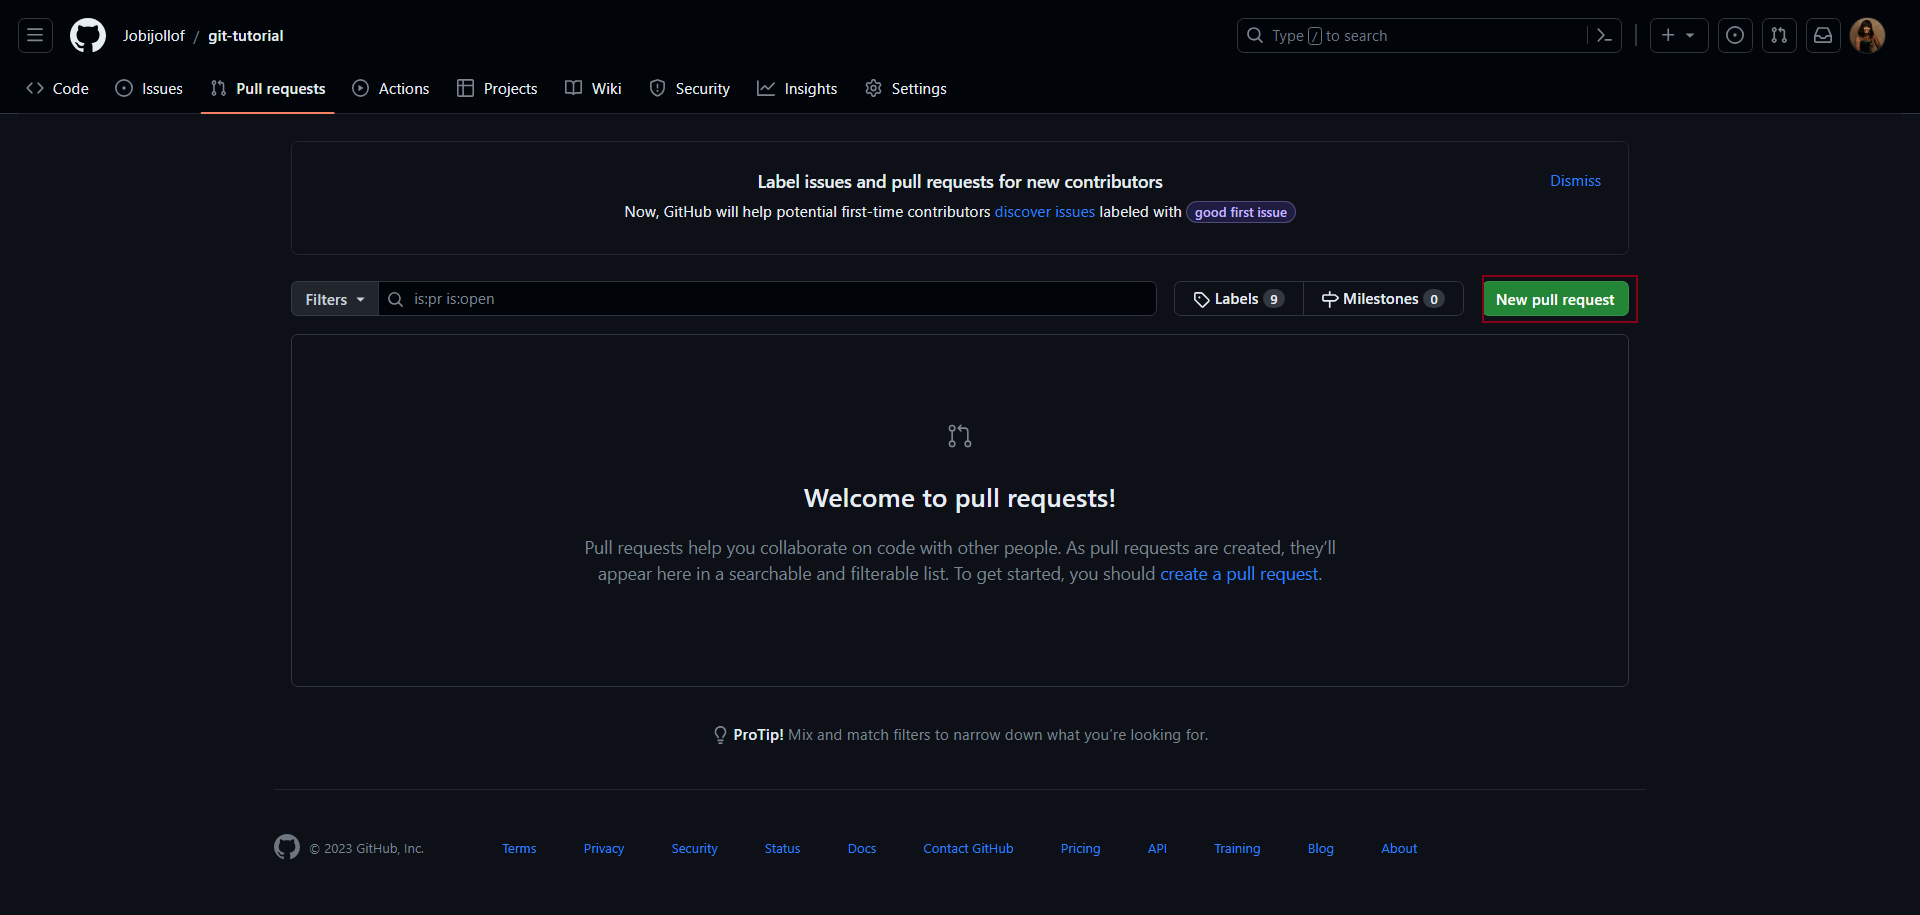 Jobijollof / git-tutorial
Type / to search
Code Issues Pull requests Actions Projects Wiki Security Insights Settings
Label issues and pull requests for new contributors
Dismiss
Now, GitHub will help potential first-time contributors discover issues labeled with good first issue
Filters is:pr is:open Labels 9 Milestones 0 New pull request
Welcome to pull requests!
Pull requests help you collaborate on code with other people. As pull requests are created, they’ll
appear here in a searchable and filterable list. To get started, you should create a pull request.
ProTip! Mix and match filters to narrow down what you’re looking for.
© 2023 GitHub, Inc. Terms Privacy Security Status Docs Contact GitHub Pricing API Training Blog About